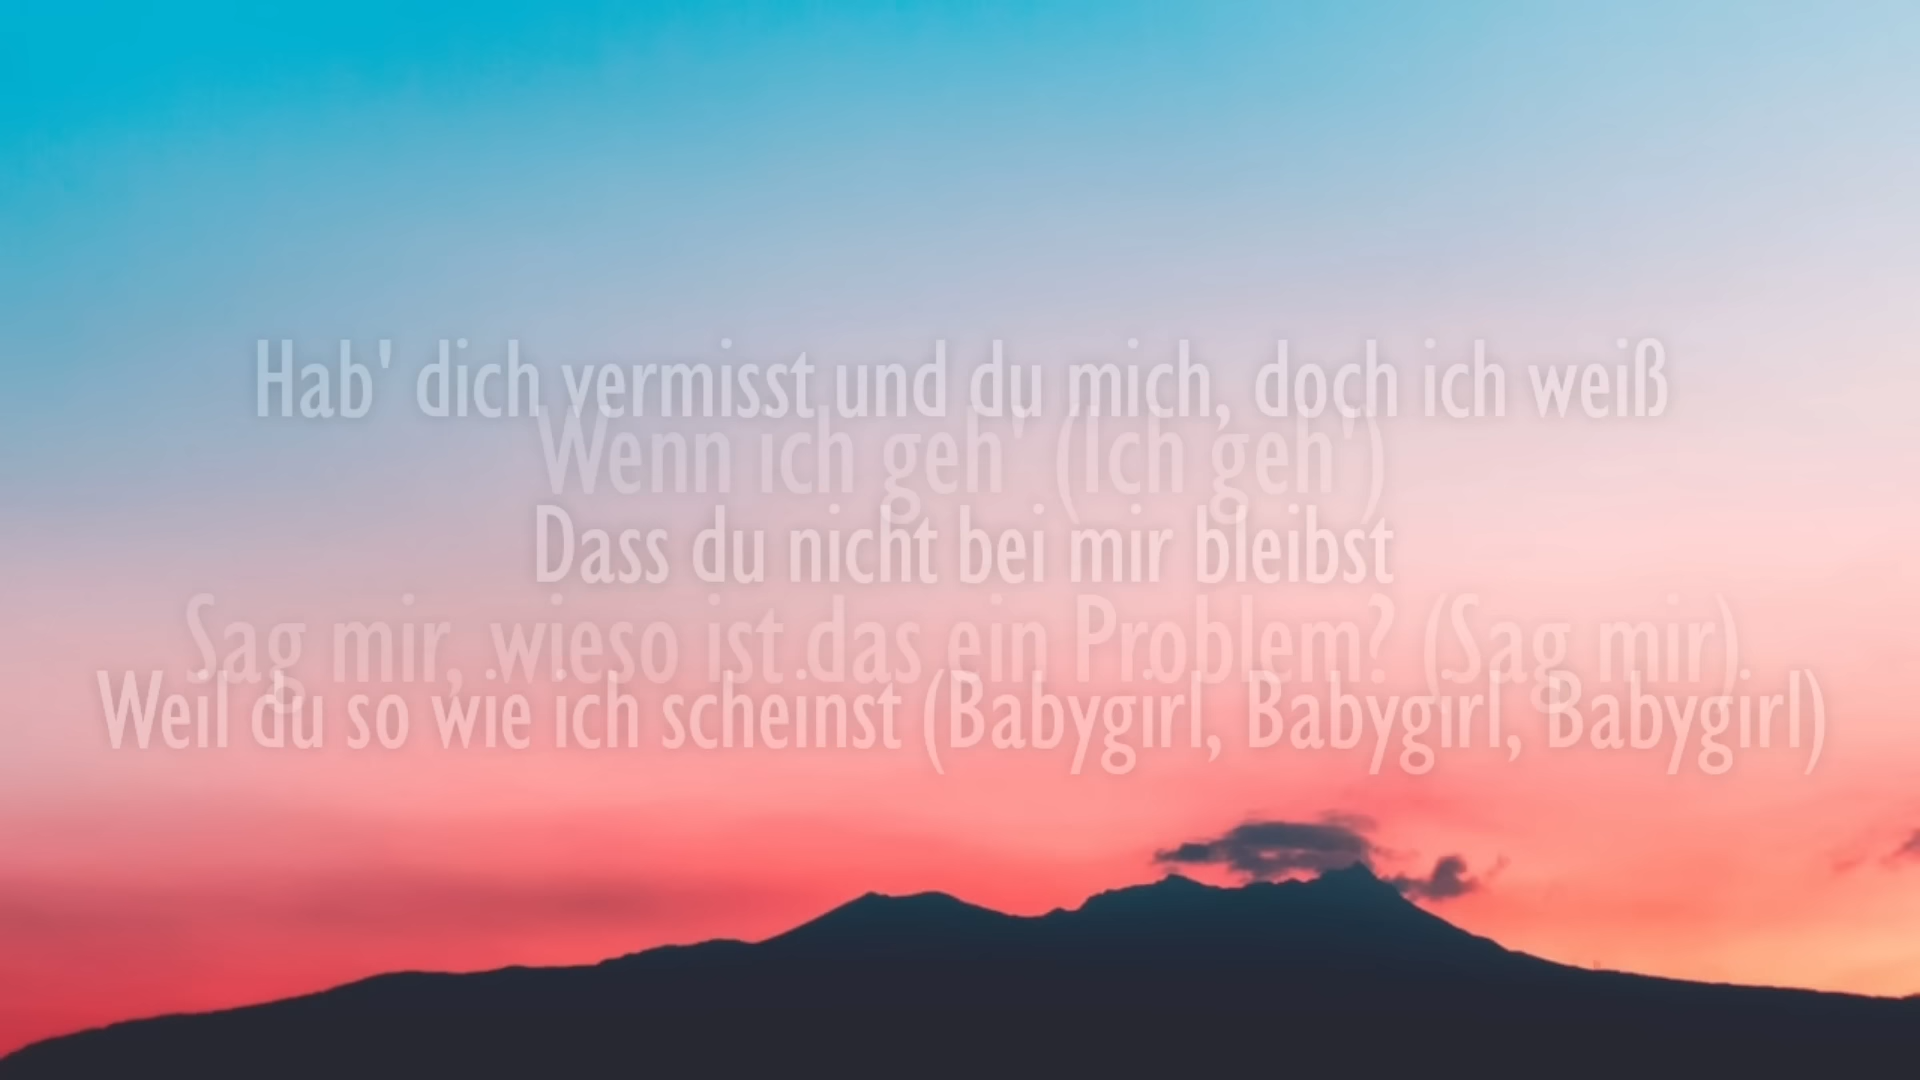 Hab' dich vermisst und du mich, doch ich weiß
Wenn ich geh' (Ich geh')
Dass du nicht bei mir bleibst
Sag mir, wieso ist das ein Problem? (Sag mir)
Weil du so wie ich scheinst (Babygirl, Babygirl, Babygirl)